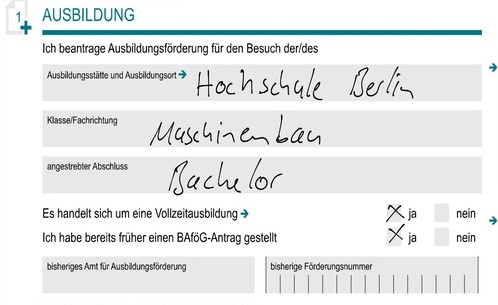 1 AUSBILDUNG
Ich beantrage Ausbildungsförderung für den Besuch der/des
Ausbildungsstätte und Ausbildungsort Hochschule Berlin
Klasse/Fachrichtung Maschinenbau
angestrebter Abschluss Bachelor
Es handelt sich um eine Vollzeitausbildung ja nein
Ich habe bereits früher einen BAföG-Antrag gestellt ja nein
bisheriges Amt für Ausbildungsförderung bisherige Förderungsnummer